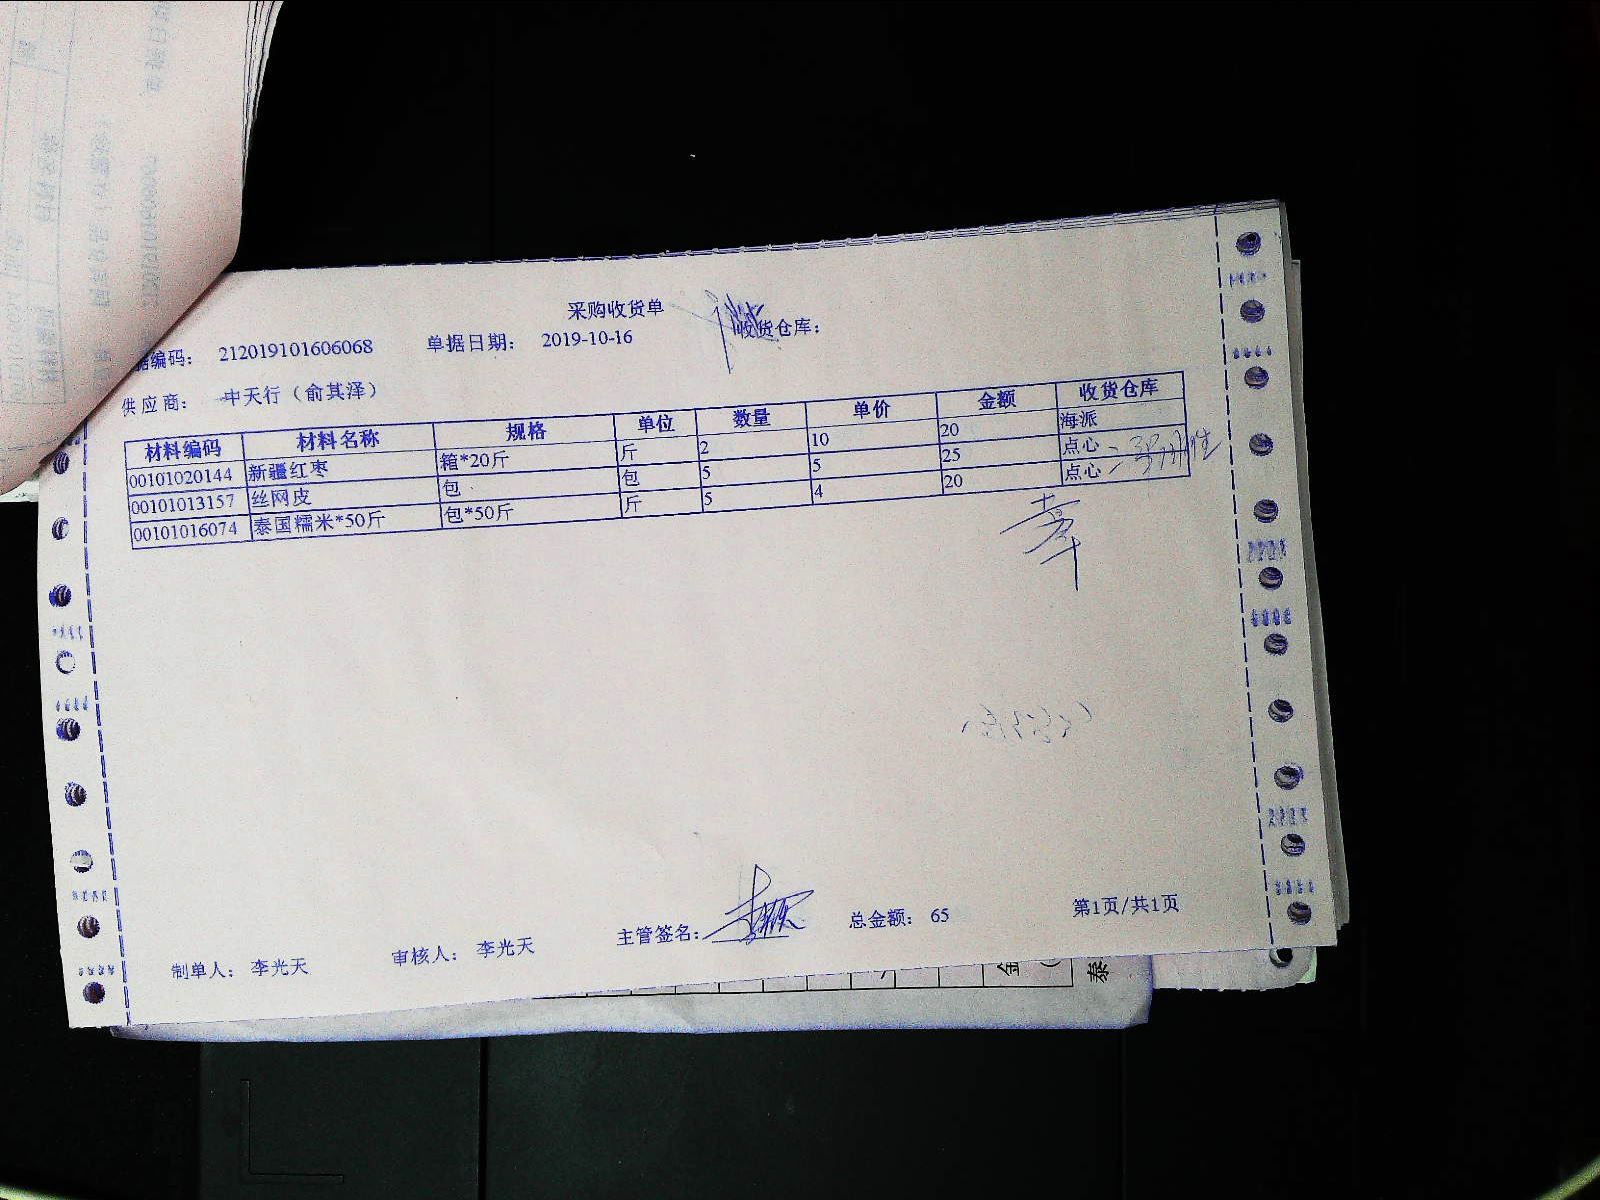 采购收货单
据编码： 212019101606068 单据日期： 2019-10-16 收货仓库：
供应商： 中天行（俞其泽）
材料编码 材料名称 规格 单位 数量 单价 金额 收货仓库
00101020144 新疆红枣 箱*20斤 斤 2 10 20 海派
00101013157 丝网皮 包 包 5 5 25 点心
00101016074 泰国糯米*50斤 包*50斤 斤 5 4 20 点心
制单人： 李光天 审核人： 李光天 主管签名： 总金额： 65 第1页/共1页
金
泰